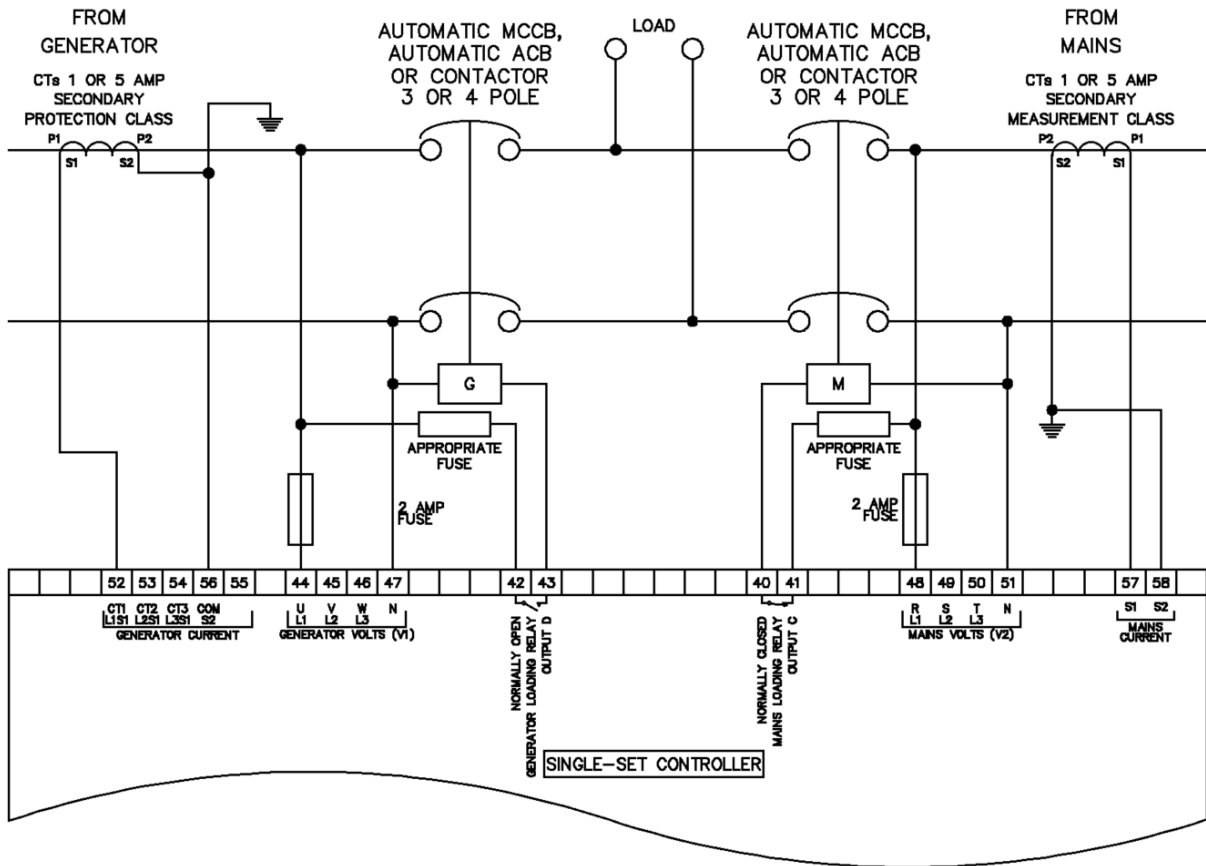 FROM
GENERATOR
CTs 1 OR 5 AMP
SECONDARY
PROTECTION CLASS
P1
P2
S1
S2
AUTOMATIC MCCB,
AUTOMATIC ACB
OR CONTACTOR
3 OR 4 POLE
LOAD
AUTOMATIC MCCB,
AUTOMATIC ACB
OR CONTACTOR
3 OR 4 POLE
FROM
MAINS
CTs 1 OR 5 AMP
SECONDARY
MEASUREMENT CLASS
P2
P1
S2
S1
G
M
APPROPRIATE
FUSE
APPROPRIATE
FUSE
2 AMP
FUSE
2 AMP
FUSE
52 53 54 56 55 44 45 46 47 42 43 40 41 48 49 50 51 57 58
CT1 CT2 CT3 COM
L1S1 L2S1 L3S1 S2
GENERATOR CURRENT
U V W N
L1 L2 L3
GENERATOR VOLTS (V1)
NORMALLY OPEN
GENERATOR LOADING RELAY
OUTPUT D
NORMALLY CLOSED
MAINS LOADING RELAY
OUTPUT C
R S T N
L1 L2 L3
MAINS VOLTS (V2)
S1 S2
MAINS
CURRENT
SINGLE-SET CONTROLLER